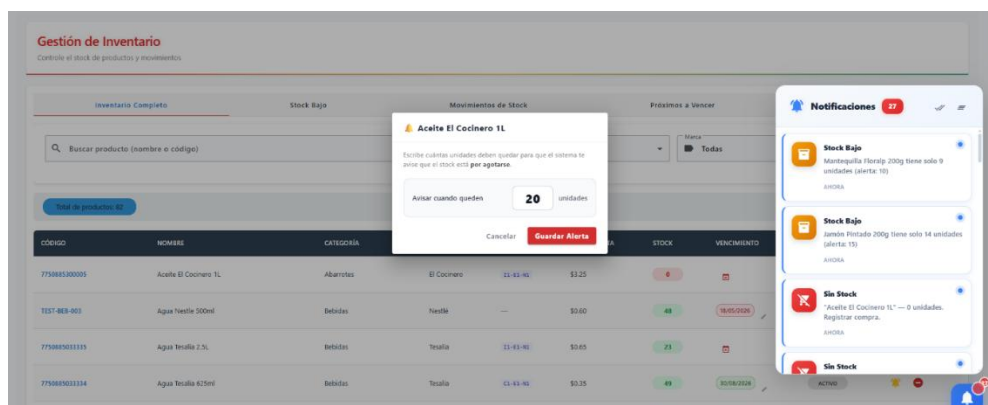 Gestión de Inventario
Controle el stock de productos y movimientos
Inventario Completo
Stock Bajo
Movimientos de Stock
Próximos a Vencer
Buscar producto (nombre o código)
Marca
Todas
Total de productos: 82
CÓDIGO
NOMBRE
CATEGORÍA
STOCK
VENCIMIENTO
Aceite El Cocinero 1L
Abarrotes
El Cocinero
$3.25
0
TEST-BEB-003
Agua Nestle 500ml
Bebidas
Nestlé
—
$0.60
48
18/05/2026
7750885033335
Agua Tesalia 2.5L
Bebidas
Tesalia
$0.65
23
7750885033334
Agua Tesalia 625ml
Bebidas
Tesalia
$0.35
49
ACTIVO
Aceite El Cocinero 1L
Escribe cuántas unidades deben quedar para que el sistema te
avise que el stock está por agotarse.
Avisar cuando queden
20
unidades
Cancelar
Guardar Alerta
Notificaciones
27
Stock Bajo
Mantequilla Floralp 200g tiene solo 9
unidades (alerta: 10)
AHORA
Stock Bajo
Jamón Pintado 200g tiene solo 14 unidades
(alerta: 15)
AHORA
Sin Stock
"Aceite El Cocinero 1L" — 0 unidades.
Registrar compra.
AHORA
Sin Stock